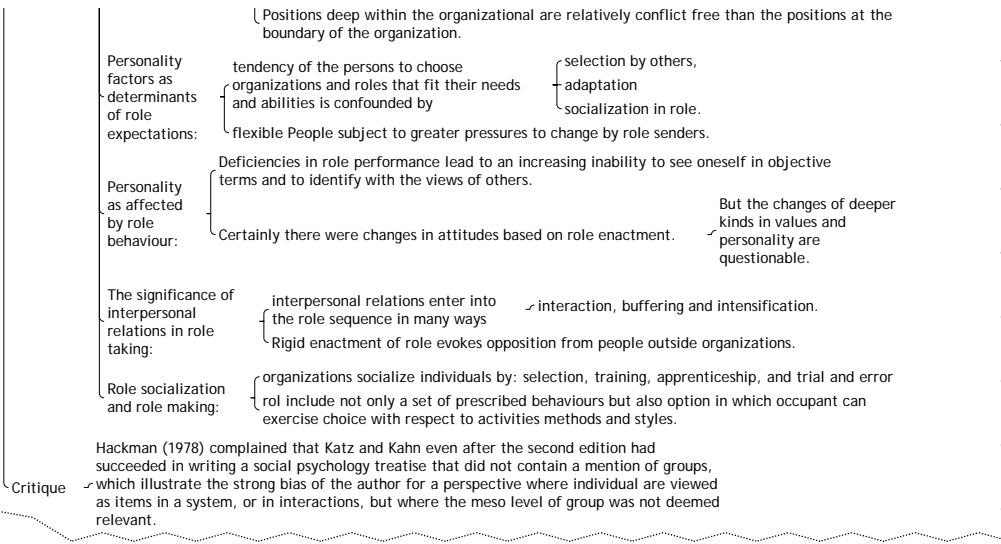 Positions deep within the organizational are relatively conflict free than the positions at the
boundary of the organization.
Personality
factors as
determinants
of role
expectations:
tendency of the persons to choose
organizations and roles that fit their needs
and abilities is confounded by
selection by others,
adaptation
socialization in role.
flexible People subject to greater pressures to change by role senders.
Personality
as affected
by role
behaviour:
Deficiencies in role performance lead to an increasing inability to see oneself in objective
terms and to identify with the views of others.
Certainly there were changes in attitudes based on role enactment.
But the changes of deeper
kinds in values and
personality are
questionable.
The significance of
interpersonal
relations in role
taking:
interpersonal relations enter into
the role sequence in many ways
interaction, buffering and intensification.
Rigid enactment of role evokes opposition from people outside organizations.
Role socialization
and role making:
organizations socialize individuals by: selection, training, apprenticeship, and trial and error
rol include not only a set of prescribed behaviours but also option in which occupant can
exercise choice with respect to activities methods and styles.
Critique
Hackman (1978) complained that Katz and Kahn even after the second edition had
succeeded in writing a social psychology treatise that did not contain a mention of groups,
which illustrate the strong bias of the author for a perspective where individual are viewed
as items in a system, or in interactions, but where the meso level of group was not deemed
relevant.